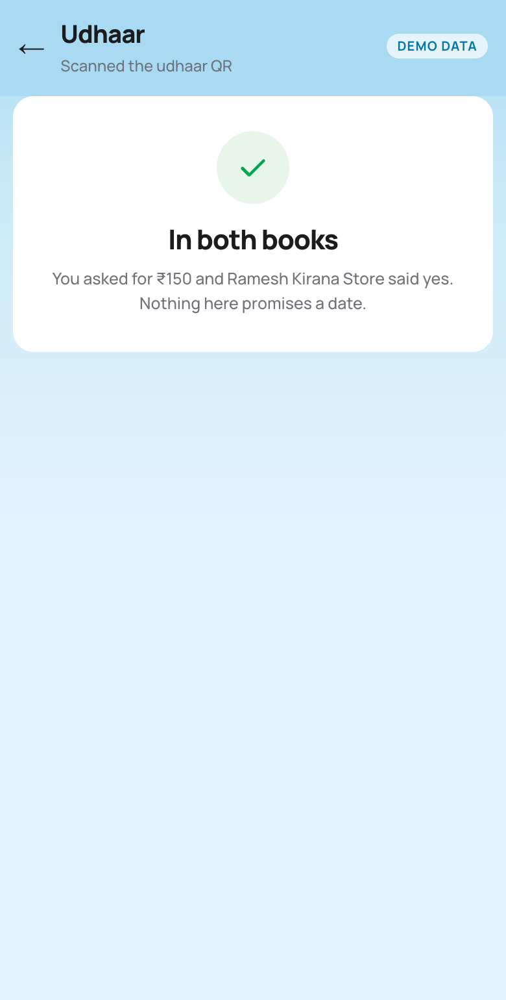 Udhaar
Scanned the udhaar QR
DEMO DATA
In both books
You asked for ₹150 and Ramesh Kirana Store said yes.
Nothing here promises a date.